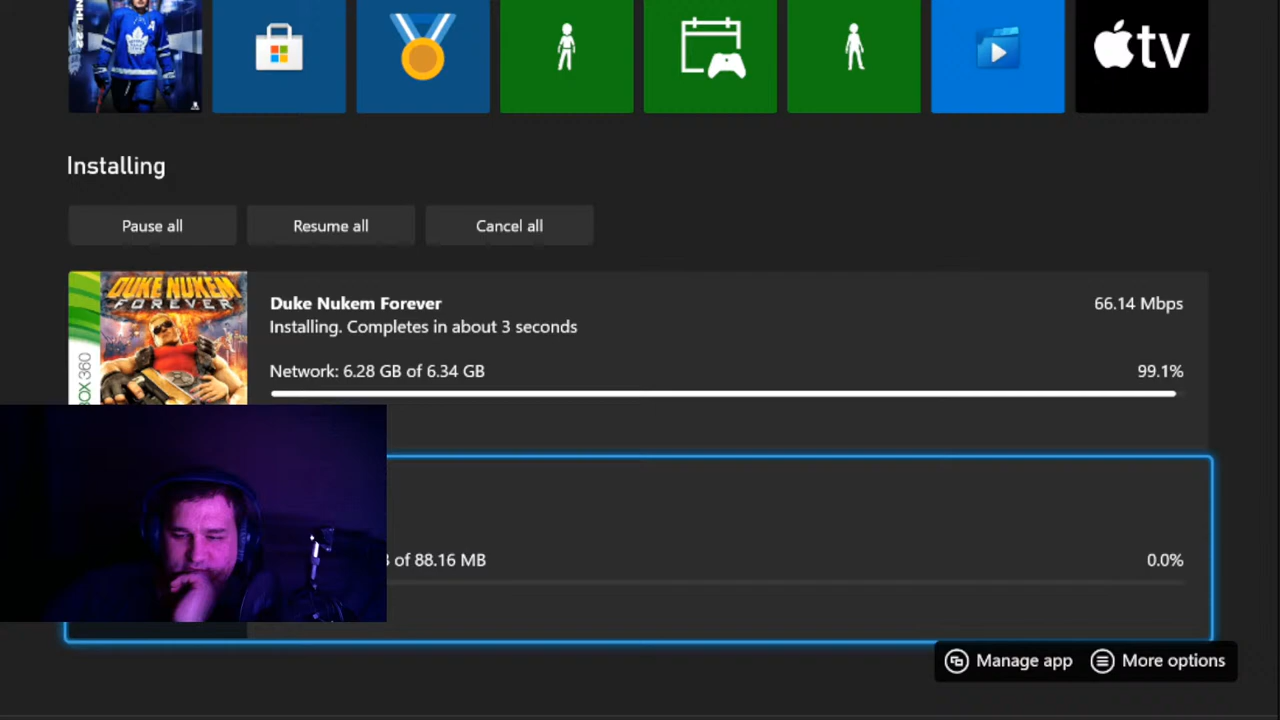 NHL 22
tv
Installing
Pause all
Resume all
Cancel all
DUKE NUKEM
FOREVER
XBOX 360
Duke Nukem Forever
66.14 Mbps
Installing. Completes in about 3 seconds
Network: 6.28 GB of 6.34 GB
99.1%
of 88.16 MB
0.0%
Manage app
More options